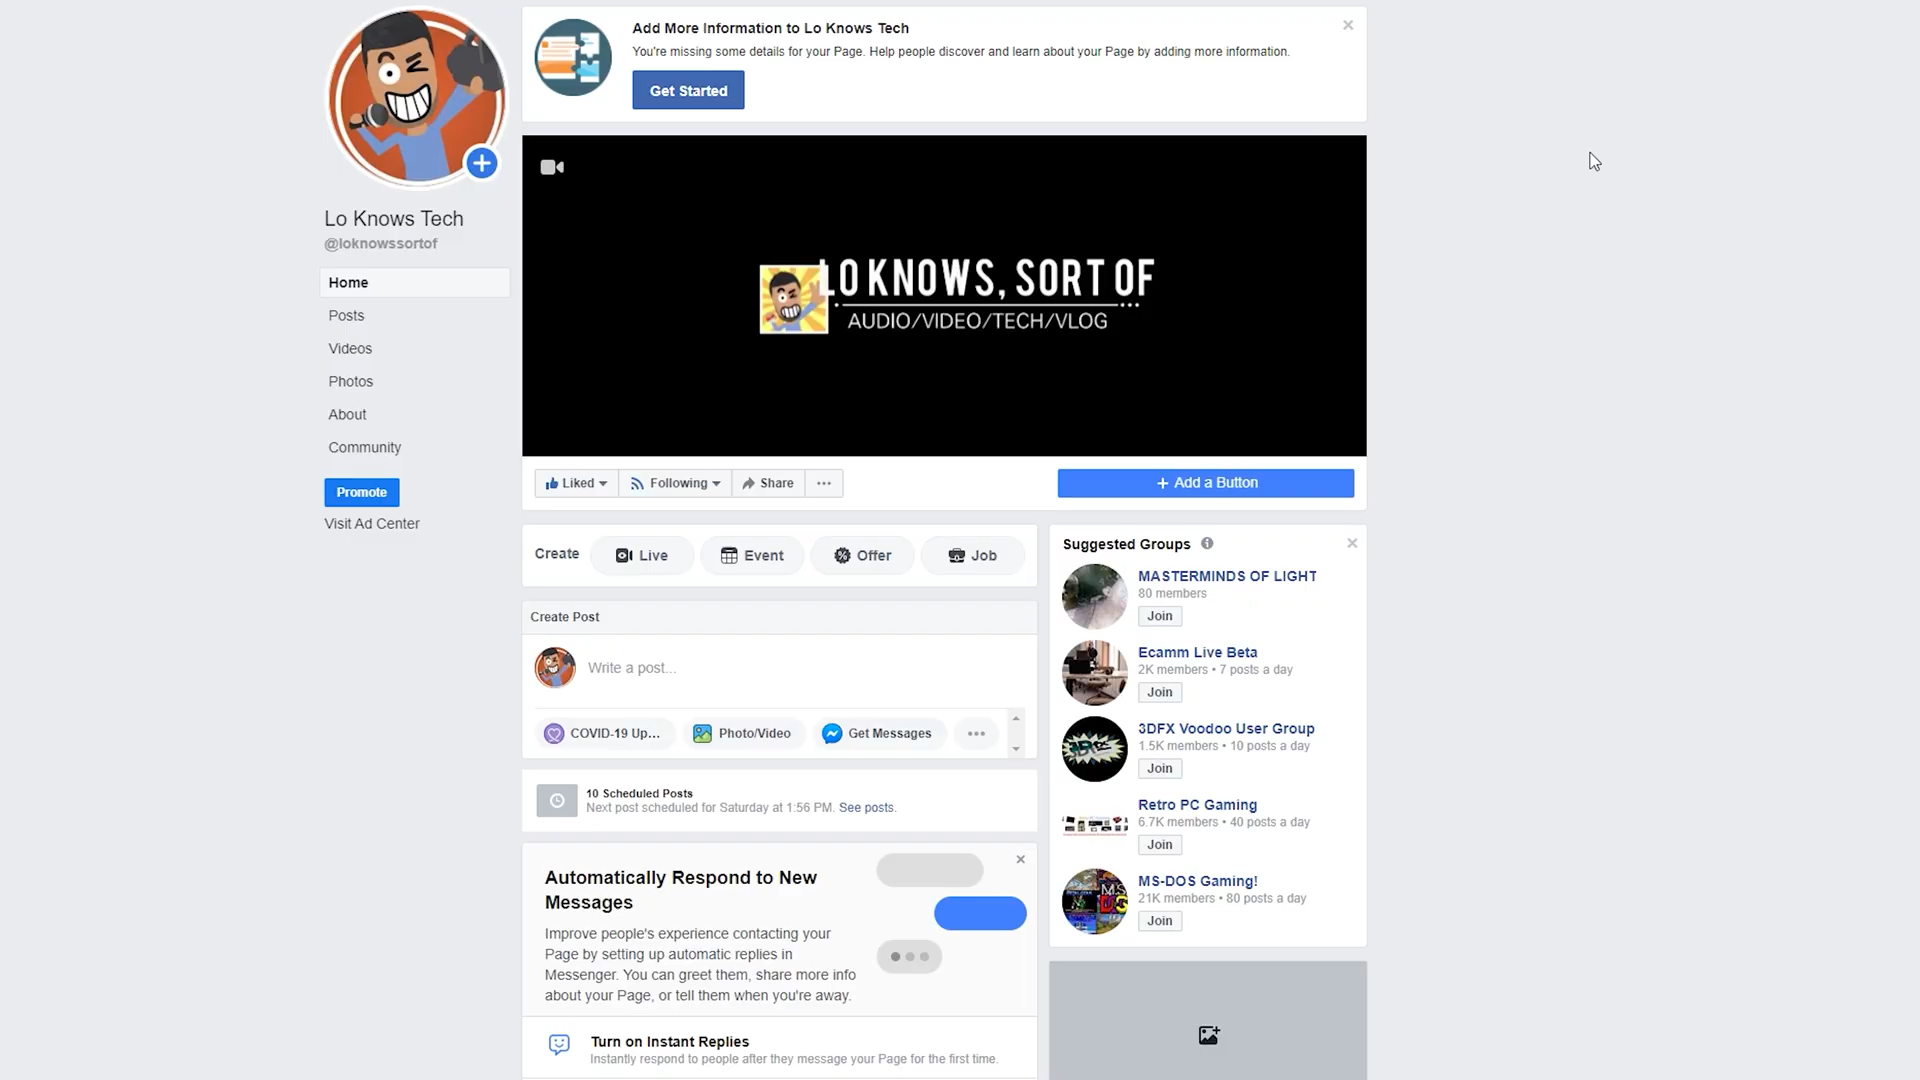 Add More Information to Lo Knows Tech
You're missing some details for your Page. Help people discover and learn about your Page by adding more information.
Get Started
Lo Knows Tech
@loknowssortof
Home
Posts
Videos
Photos
About
Community
Promote
Visit Ad Center
LO KNOWS, SORT OF
AUDIO/VIDEO/TECH/VLOG
Liked
Following
Share
+ Add a Button
Create
Live
Event
Offer
Job
Create Post
Write a post...
COVID-19 Up...
Photo/Video
Get Messages
10 Scheduled Posts
Next post scheduled for Saturday at 1:56 PM. See posts.
Automatically Respond to New
Messages
Improve people's experience contacting your
Page by setting up automatic replies in
Messenger. You can greet them, share more info
about your Page, or tell them when you're away.
Turn on Instant Replies
Instantly respond to people after they message your Page for the first time.
Suggested Groups
MASTERMINDS OF LIGHT
80 members
Join
Ecamm Live Beta
2K members • 7 posts a day
Join
3DFX Voodoo User Group
1.5K members • 10 posts a day
Join
Retro PC Gaming
6.7K members • 40 posts a day
Join
MS-DOS Gaming!
21K members • 80 posts a day
Join